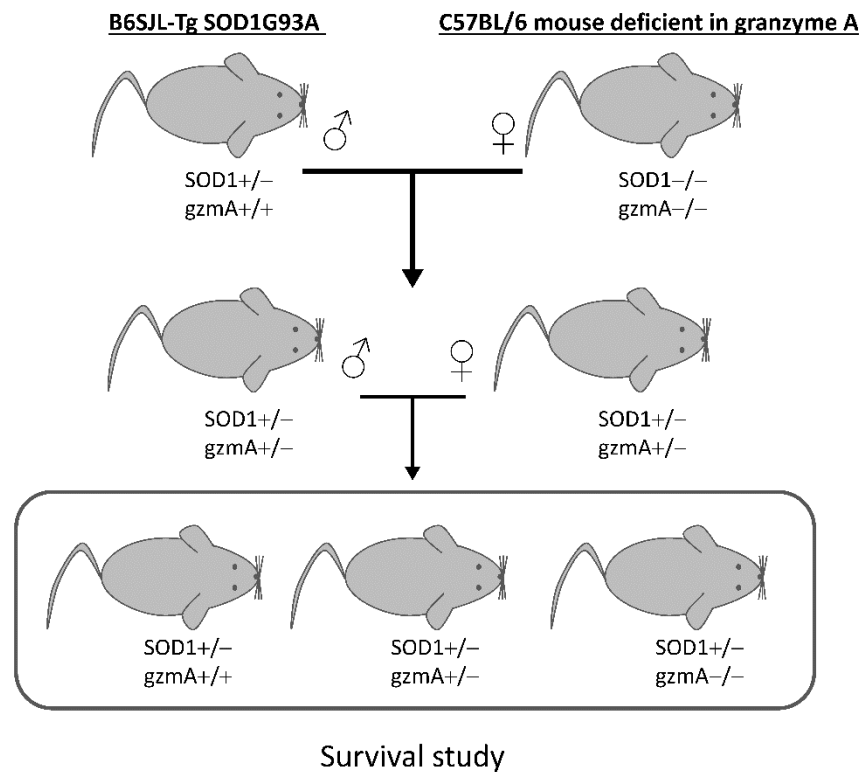 B6SJL-Tg SOD1G93A
C57BL/6 mouse deficient in granzyme A
♂
♀
SOD1+/−
gzmA+/+
SOD1−/−
gzmA−/−
♂
♀
SOD1+/−
gzmA+/−
SOD1+/−
gzmA+/−
SOD1+/−
gzmA+/+
SOD1+/−
gzmA+/−
SOD1+/−
gzmA−/−
Survival study